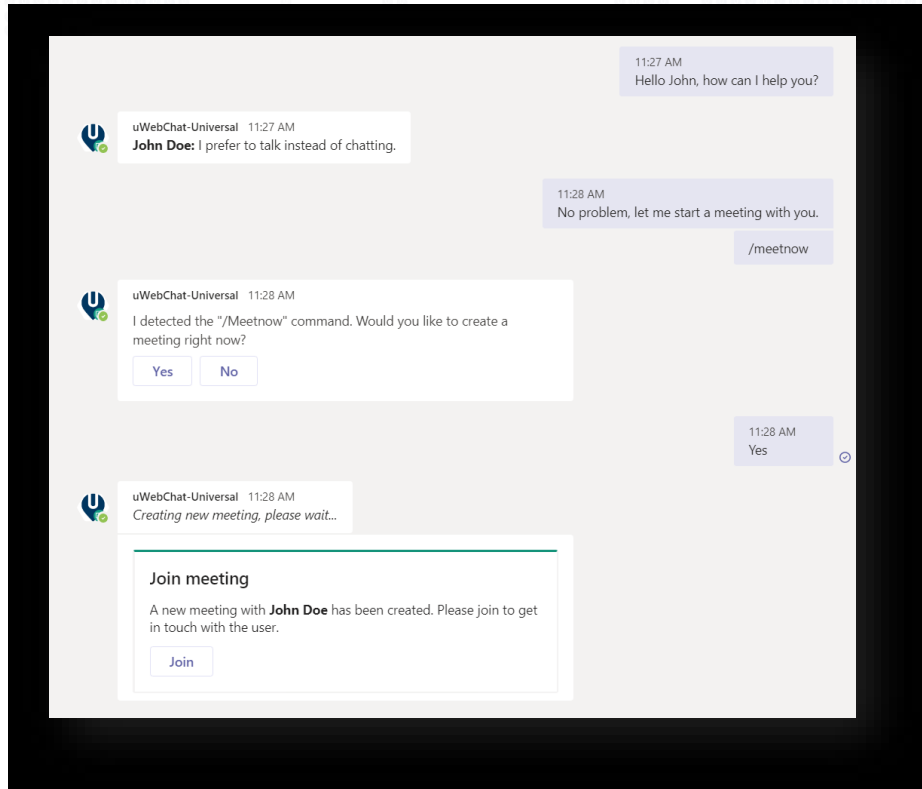 11:27 AM
Hello John, how can I help you?
U
uWebChat-Universal 11:27 AM
John Doe: I prefer to talk instead of chatting.
11:28 AM
No problem, let me start a meeting with you.
/meetnow
U
uWebChat-Universal 11:28 AM
I detected the "/Meetnow" command. Would you like to create a
meeting right now?
Yes No
11:28 AM
Yes
U
uWebChat-Universal 11:28 AM
Creating new meeting, please wait...
Join meeting
A new meeting with John Doe has been created. Please join to get
in touch with the user.
Join